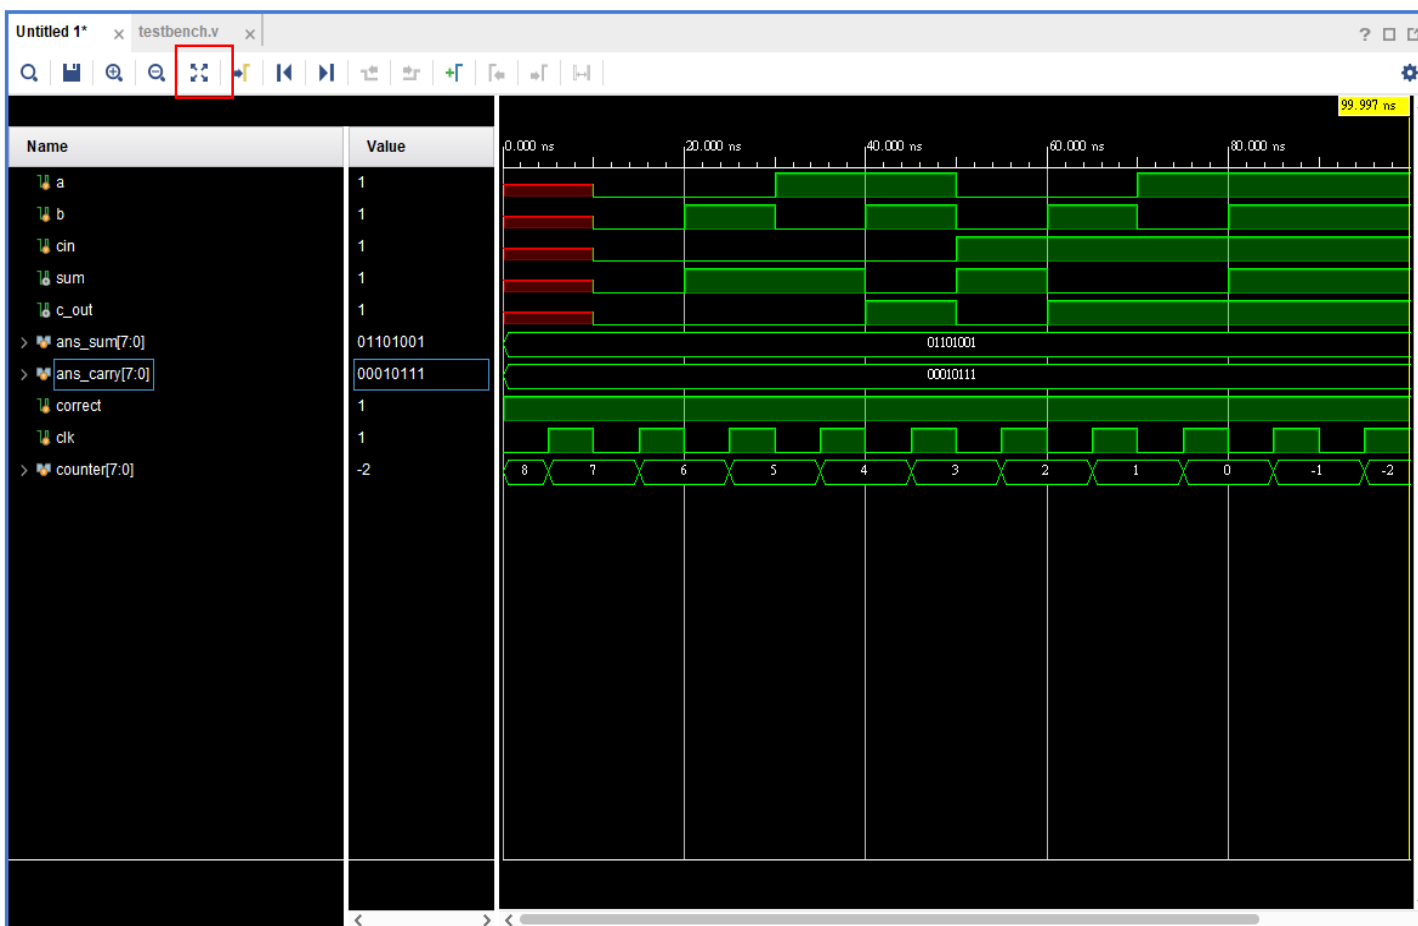 Untitled 1* × testbench.v ×
?
99.997 ns
Name Value 0.000 ns 20.000 ns 40.000 ns 60.000 ns 80.000 ns
a 1
b 1
cin 1
sum 1
c_out 1
> ans_sum[7:0] 01101001 01101001
> ans_carry[7:0] 00010111 00010111
correct 1
clk 1
> counter[7:0] -2 8 7 6 5 4 3 2 1 0 -1 -2